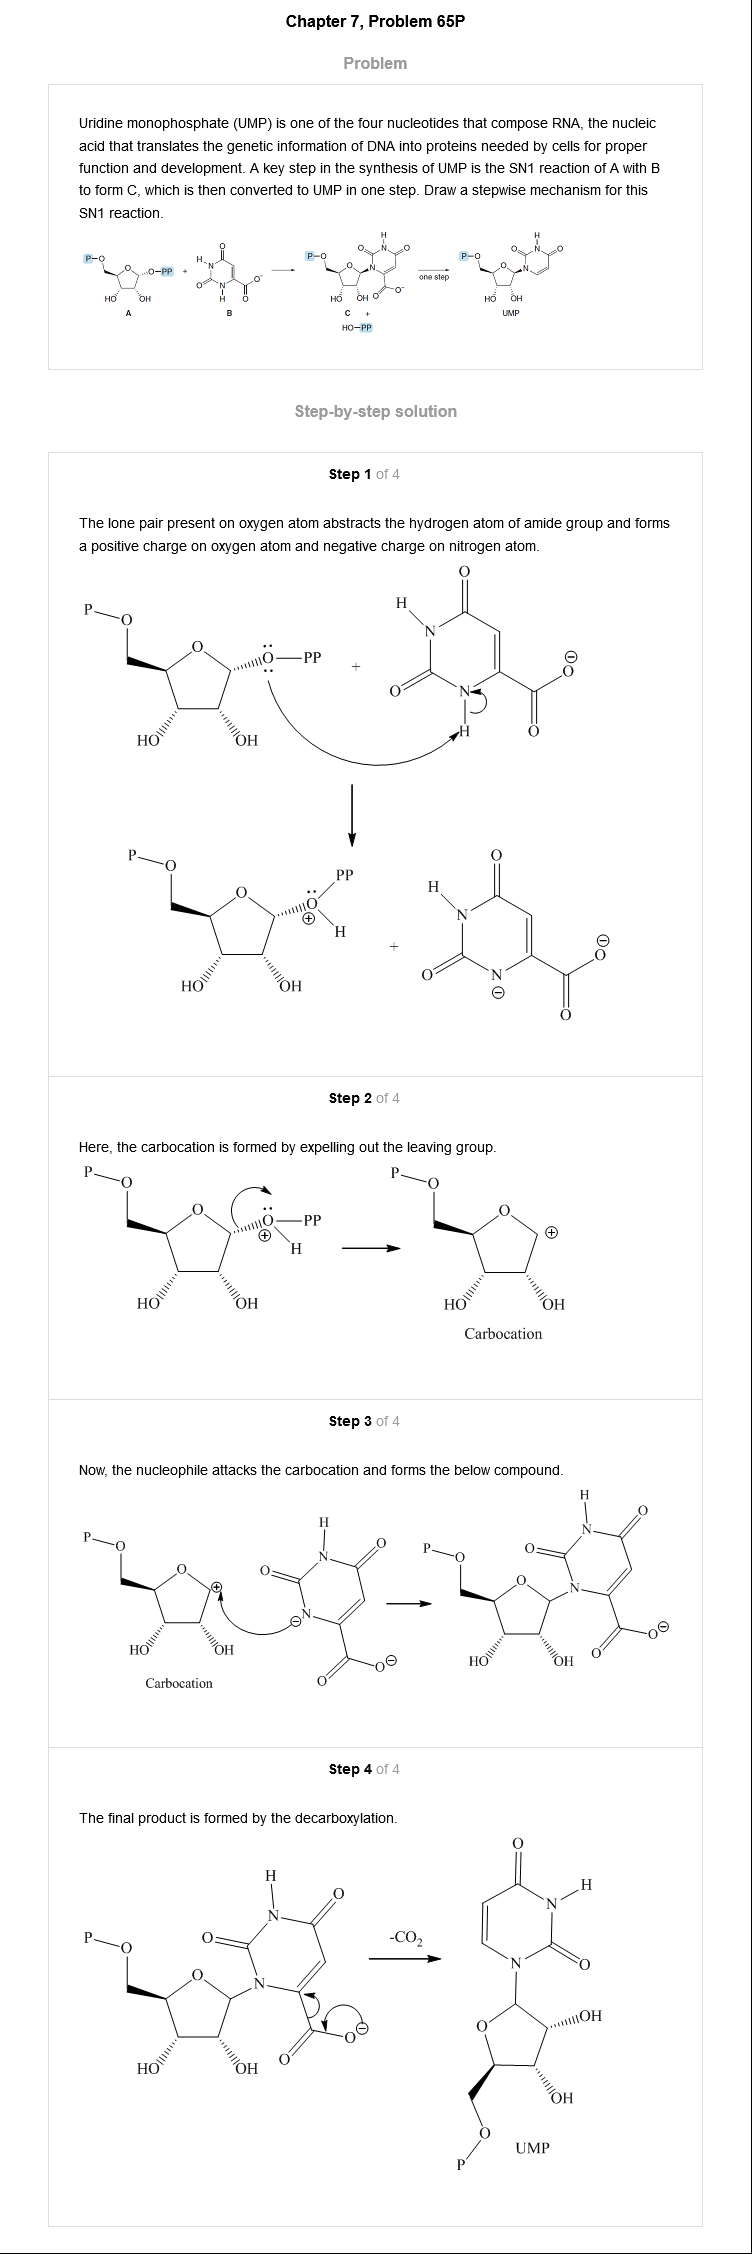 Chapter 7, Problem 65P
Problem
Uridine monophosphate (UMP) is one of the four nucleotides that compose RNA, the nucleic
acid that translates the genetic information of DNA into proteins needed by cells for proper
function and development. A key step in the synthesis of UMP is the SN1 reaction of A with B
to form C, which is then converted to UMP in one step. Draw a stepwise mechanism for this
SN1 reaction.
P–O
O
O–PP
HO
OH
A
+
O
H
N
O
N
H
O
O⁻
B
P–O
O
HO
OH
H
O
N
O
N
O
O⁻
C +
HO–PP
one step
P–O
O
HO
OH
H
O
N
O
N
UMP
Step-by-step solution
Step 1 of 4
The lone pair present on oxygen atom abstracts the hydrogen atom of amide group and forms
a positive charge on oxygen atom and negative charge on nitrogen atom.
P
O
O
O
PP
HO
OH
+
O
H
N
O
N
H
O
⊖
O
P
O
O
O
⊕
PP
H
HO
OH
+
O
H
N
O
N
⊖
⊖
O
O
Step 2 of 4
Here, the carbocation is formed by expelling out the leaving group.
P
O
O
O
PP
⊕
H
HO
OH
P
O
O
⊕
HO
OH
Carbocation
Step 3 of 4
Now, the nucleophile attacks the carbocation and forms the below compound.
P
O
O
⊕
HO
OH
Carbocation
H
N
O
O
N
⊖
O
O
⊖
P
O
O
HO
OH
H
N
O
O
N
O
O
⊖
Step 4 of 4
The final product is formed by the decarboxylation.
P
O
O
HO
OH
H
N
O
O
N
O
O
⊖
-CO₂
O
N
H
N
O
O
OH
OH
O
P
UMP